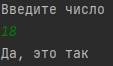 Введите число
18
Да, это так